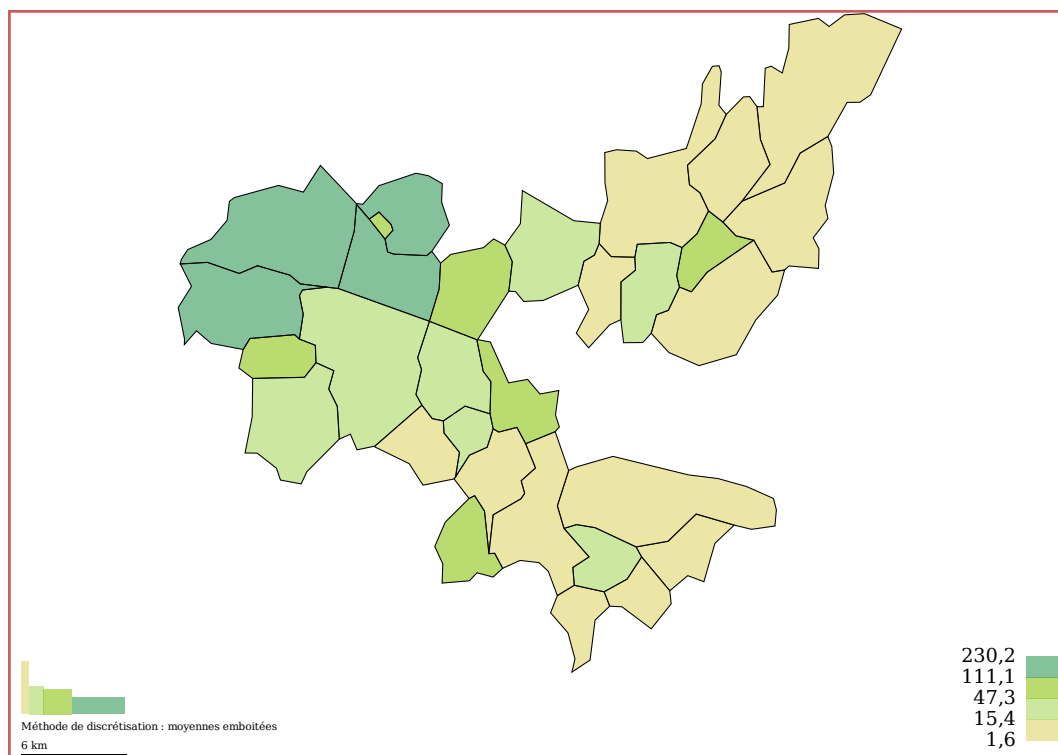 230,2
111,1
47,3
15,4
1,6
Méthode de discrétisation : moyennes emboitées
6 km